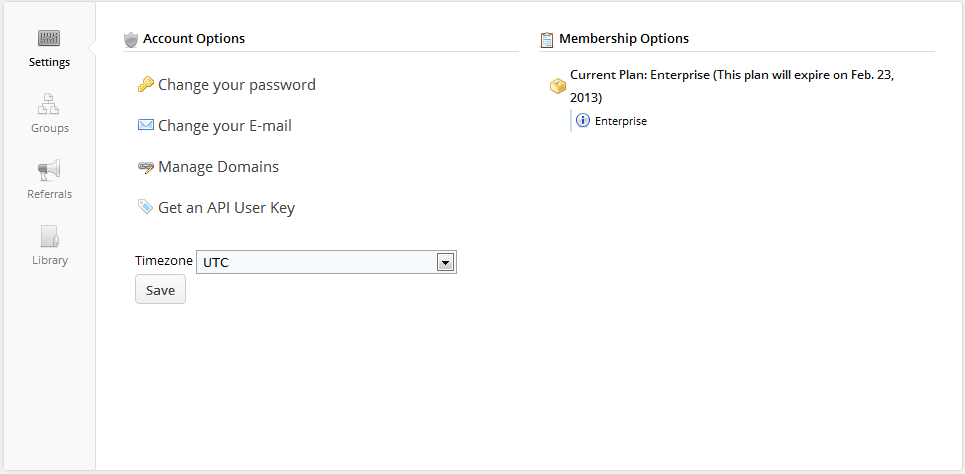 Settings
Groups
Referrals
Library
Account Options
Change your password
Change your E-mail
Manage Domains
Get an API User Key
Timezone UTC
Save
Membership Options
Current Plan: Enterprise (This plan will expire on Feb. 23,
2013)
Enterprise